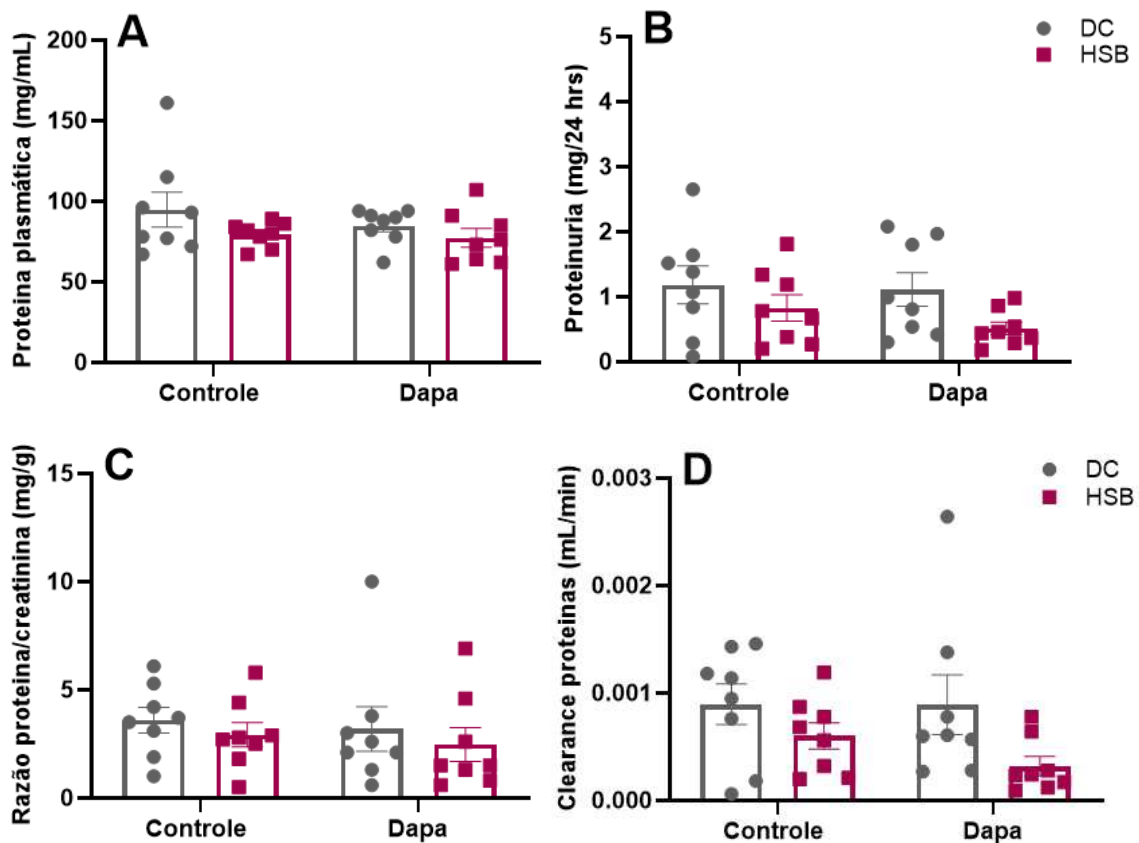 A
Proteina plasmática (mg/mL)
200
150
100
50
0
Controle
Dapa
B
DC
HSB
Proteinuria (mg/24 hrs)
5
4
3
2
1
0
Controle
Dapa
C
Razão proteina/creatinina (mg/g)
15
10
5
0
Controle
Dapa
D
DC
HSB
Clearance proteinas (mL/min)
0.003
0.002
0.001
0.000
Controle
Dapa